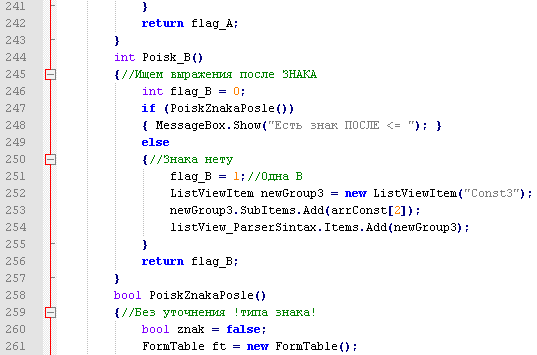 241 }
242 return flag_A;
243 }
244 int Poisk_B()
245 {//Ищем выражения после ЗНАКА
246 int flag_B = 0;
247 if (PoiskZnakaPosle())
248 { MessageBox.Show("Есть знак ПОСЛЕ <= "); }
249 else
250 {//Знака нету
251 flag_B = 1;//Одна В
252 ListViewItem newGroup3 = new ListViewItem("Const3");
253 newGroup3.SubItems.Add(arrConst[2]);
254 listView_ParserSintax.Items.Add(newGroup3);
255 }
256 return flag_B;
257 }
258 bool PoiskZnakaPosle()
259 {//Без уточнения !типа знака!
260 bool znak = false;
261 FormTable ft = new FormTable();